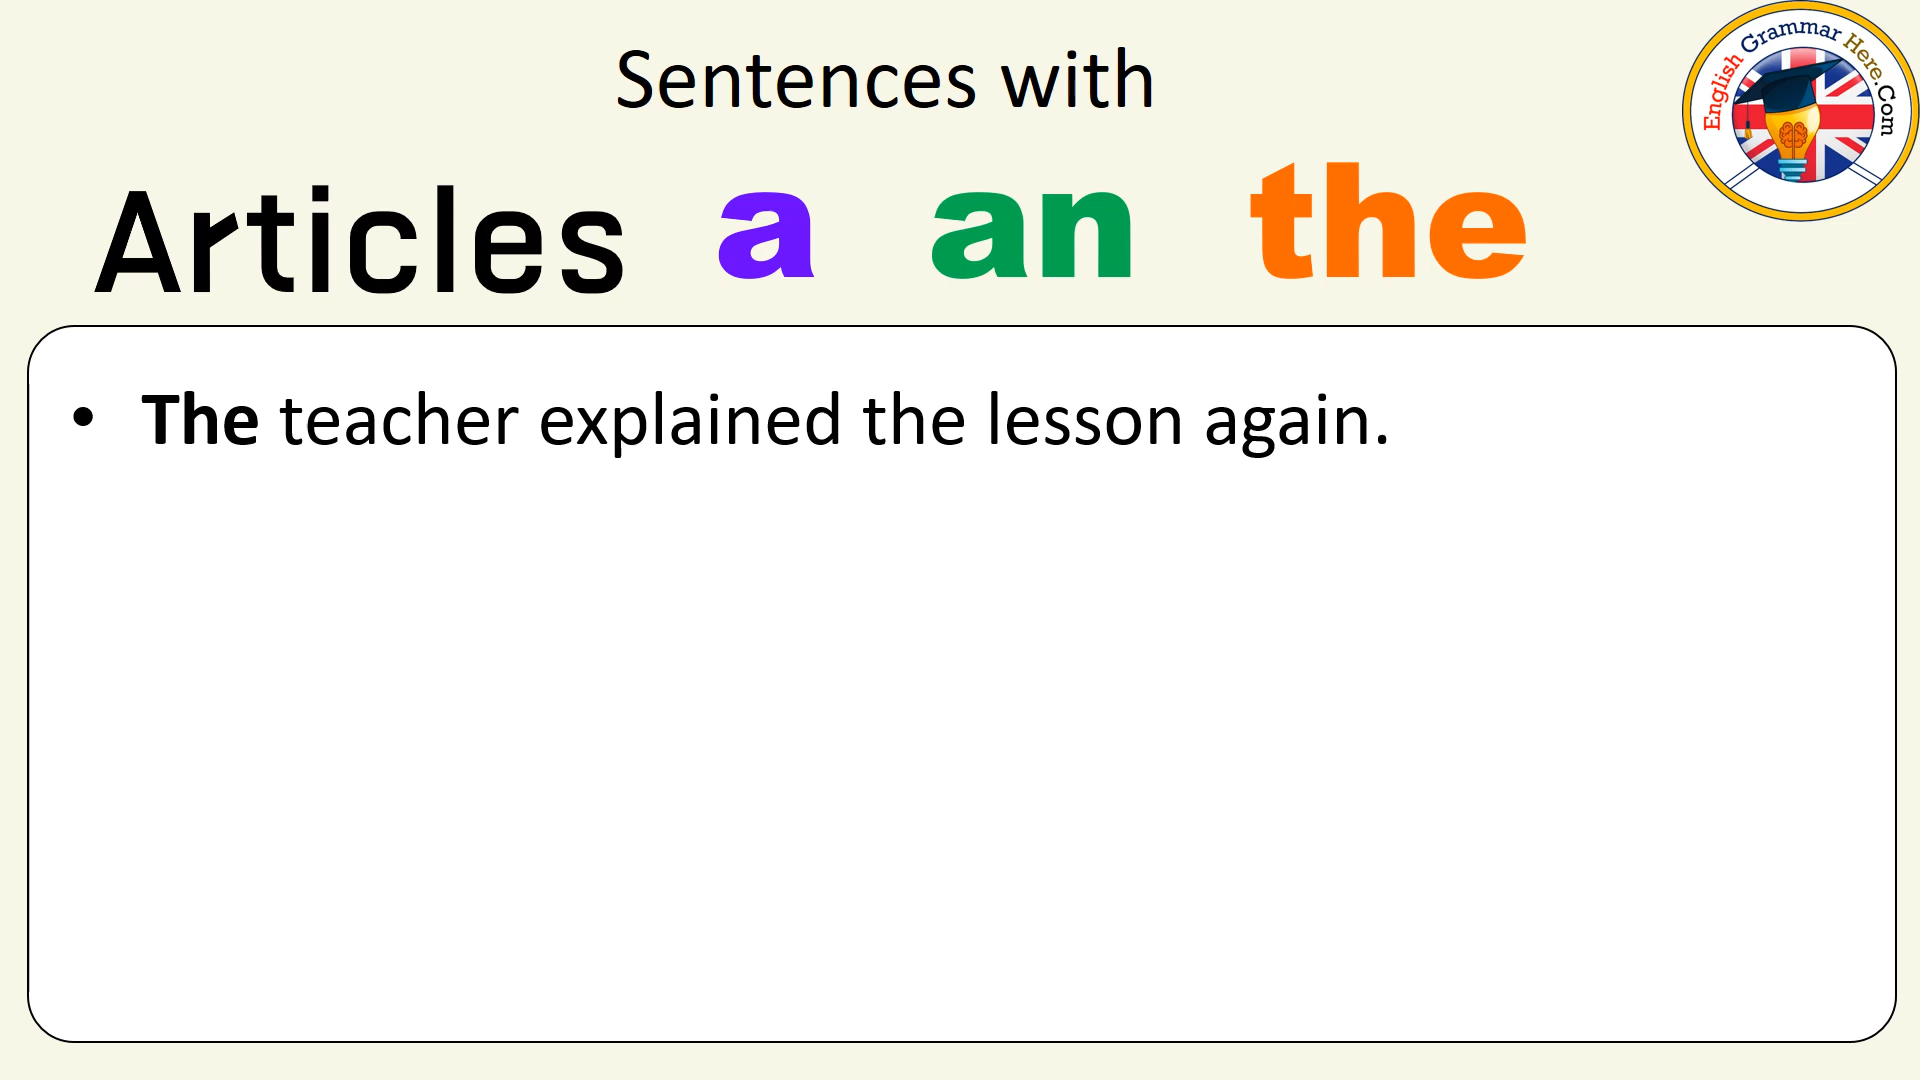 Sentences with
English Grammar Here.Com
Articles a an the
• The teacher explained the lesson again.